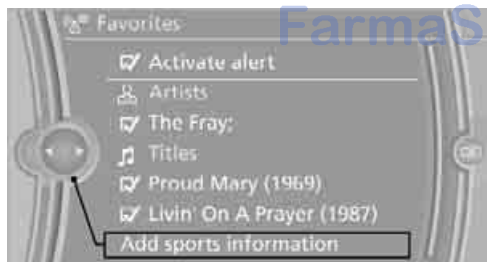 Favorites
FarmaS
Activate alert
Artists
The Fray;
Titles
Proud Mary (1969)
Livin' On A Prayer (1987)
Add sports information